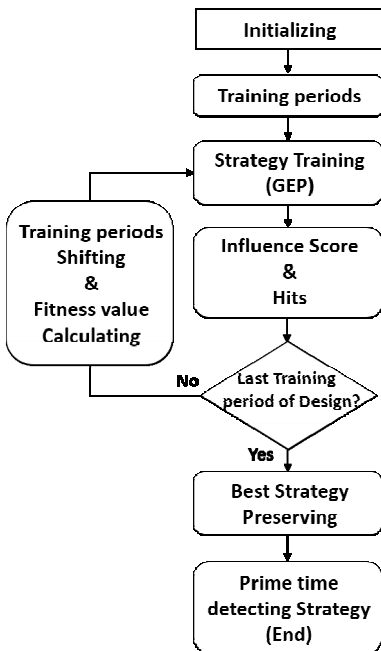 Initializing
Training periods
Strategy Training
(GEP)
Training periods
Shifting
&
Fitness value
Calculating
Influence Score
&
Hits
No
Last Training
period of Design?
Yes
Best Strategy
Preserving
Prime time
detecting Strategy
(End)